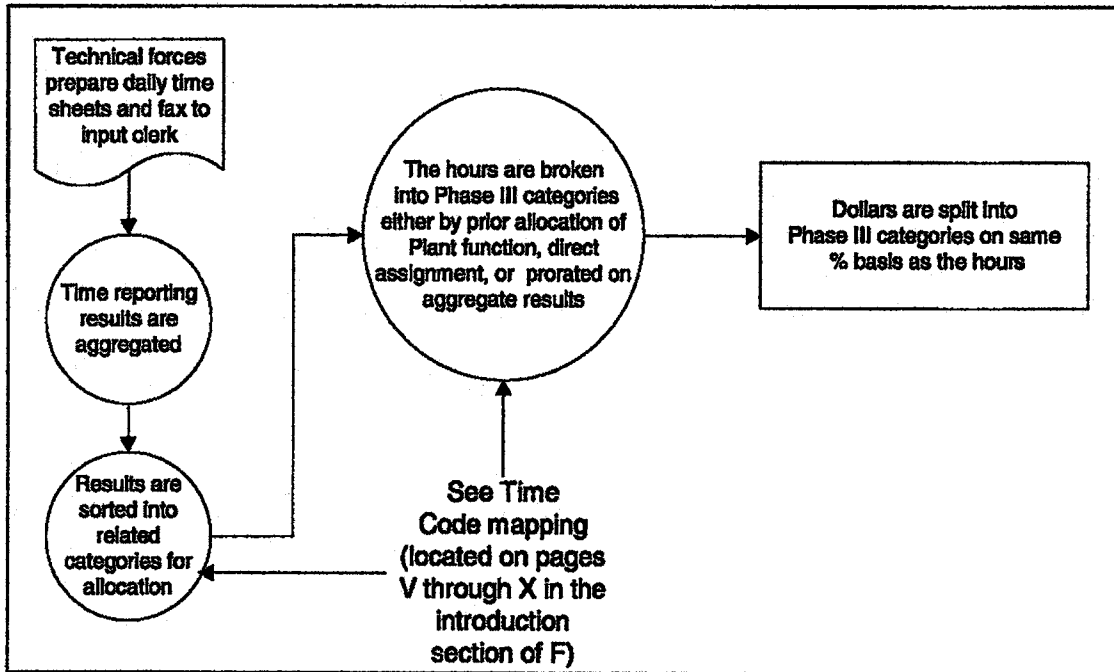 Technical forces
prepare daily time
sheets and fax to
input clerk
Time reporting
results are
aggregated
Results are
sorted into
related
categories for
allocation
The hours are broken
into Phase III categories
either by prior allocation of
Plant function, direct
assignment, or prorated on
aggregate results
See Time
Code mapping
(located on pages
V through X in the
introduction
section of F)
Dollars are split into
Phase III categories on same
% basis as the hours